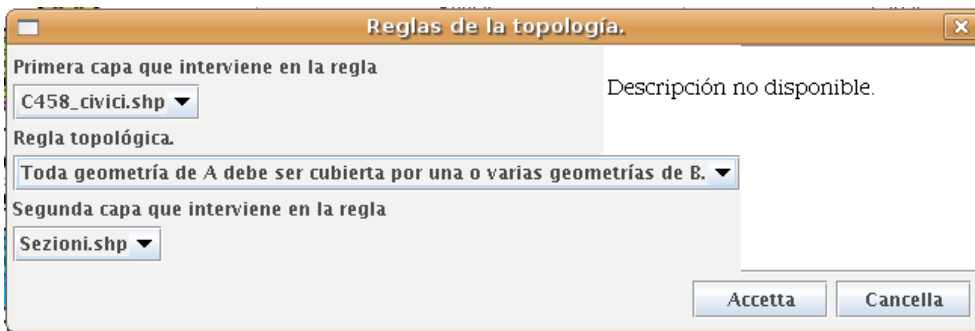 Reglas de la topología.
Primera capa que interviene en la regla
C458_civici.shp
Descripción no disponible.
Regla topológica.
Toda geometría de A debe ser cubierta por una o varias geometrías de B.
Segunda capa que interviene en la regla
Sezioni.shp
Accetta
Cancella